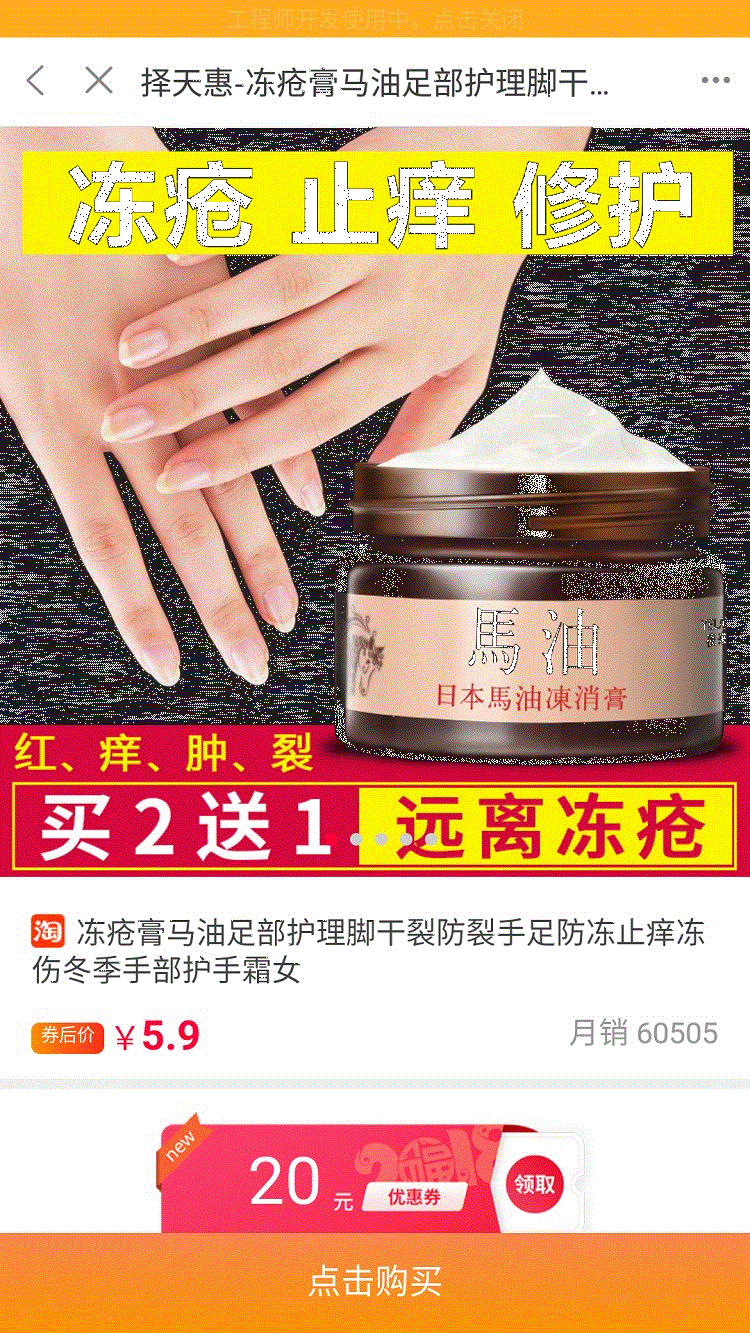 工程师开发使用中，点击关闭
择天惠-冻疮膏马油足部护理脚干...
冻疮 止痒 修护
馬油
日本馬油凍消膏
红、痒、肿、裂
买2送1 远离冻疮
淘 冻疮膏马油足部护理脚干裂防裂手足防冻止痒冻
伤冬季手部护手霜女
券后价 ¥5.9 月销 60505
new
20 元 优惠券 领取
点击购买